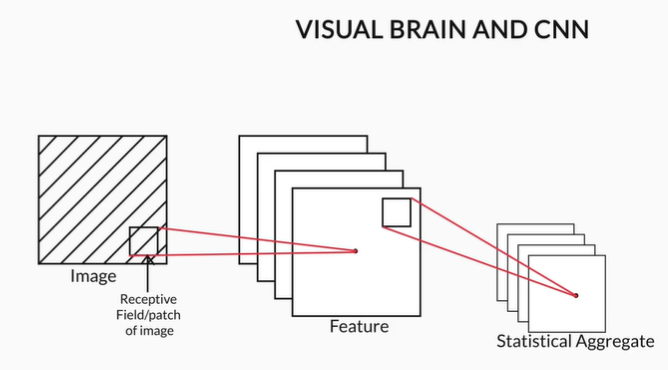 VISUAL BRAIN AND CNN
Image
Receptive
Field/patch
of image
Feature
Statistical Aggregate